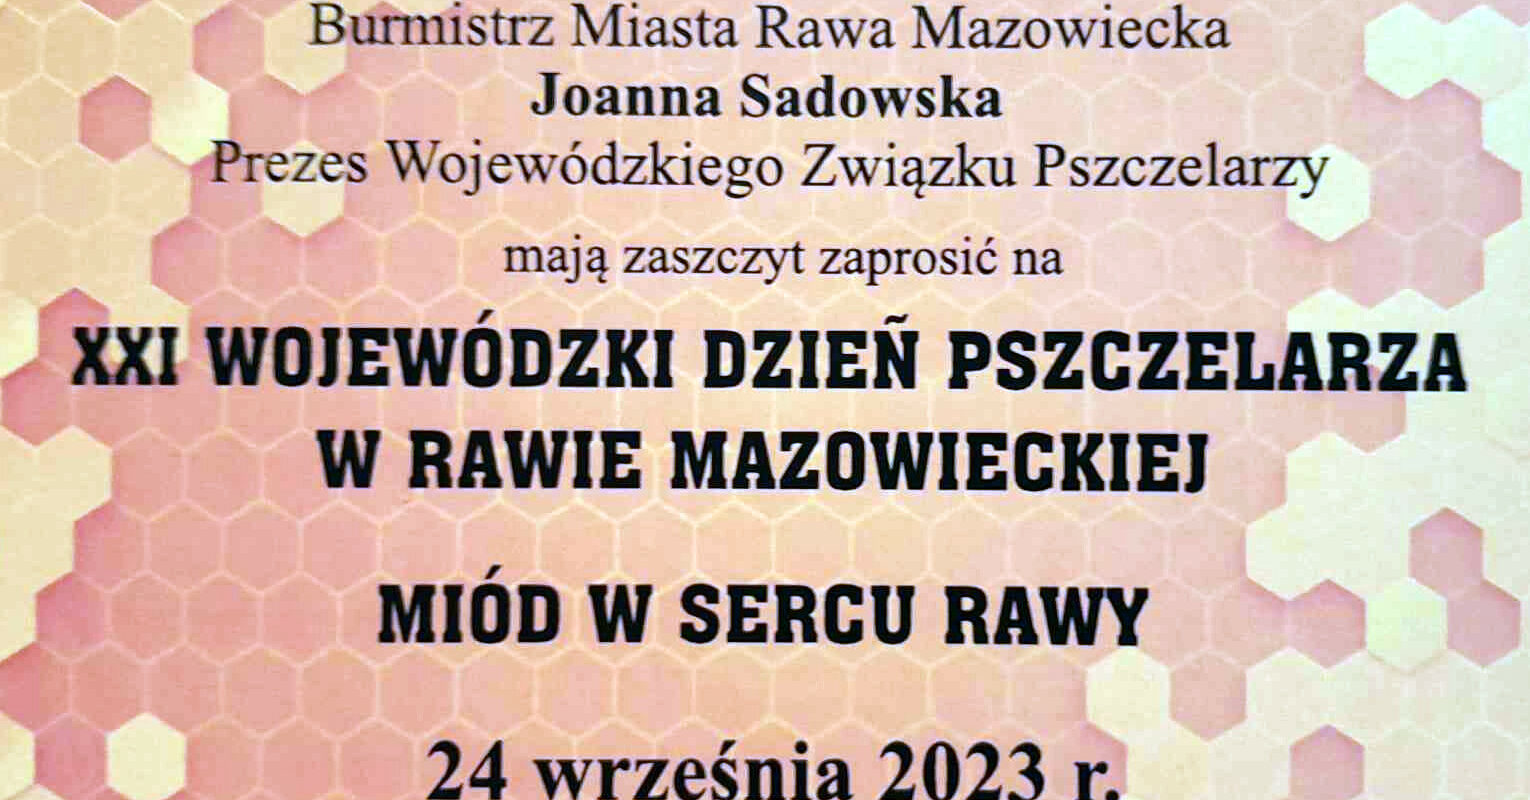 Burmistrz Miasta Rawa Mazowiecka
Joanna Sadowska
Prezes Wojewódzkiego Związku Pszczelarzy
mają zaszczyt zaprosić na
XXI WOJEWÓDZKI DZIEÑ PSZCZELARZA
W RAWIE MAZOWIECKIEJ
MIÓD W SERCU RAWY
24 września 2023 r.